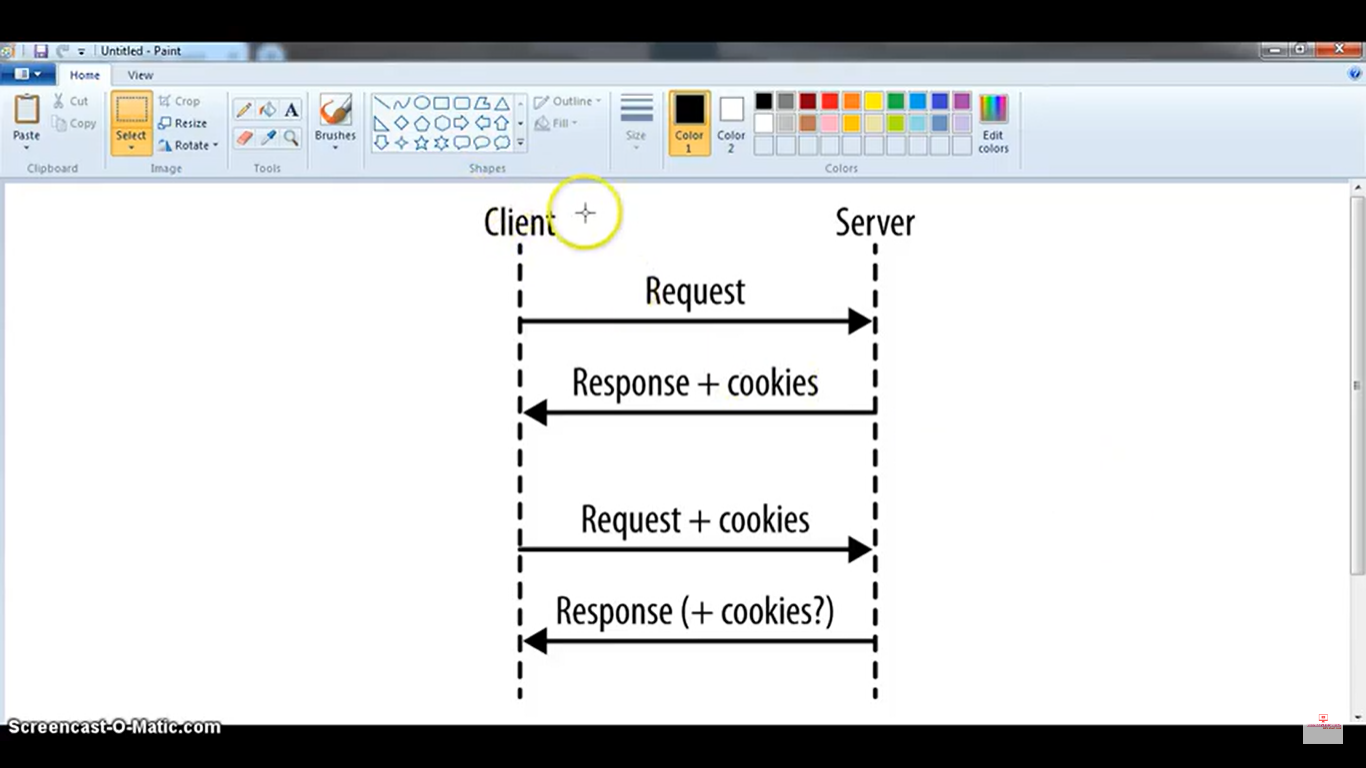 Untitled - Paint
Home View
Paste
Cut
Copy
Clipboard
Select
Crop
Resize
Rotate
Image
A
Tools
Brushes
Shapes
Outline
Fill
Size
Color 1
Color 2
Edit colors
Colors
Client Server
Request
Response + cookies
Request + cookies
Response (+ cookies?)
Screencast-O-Matic.com